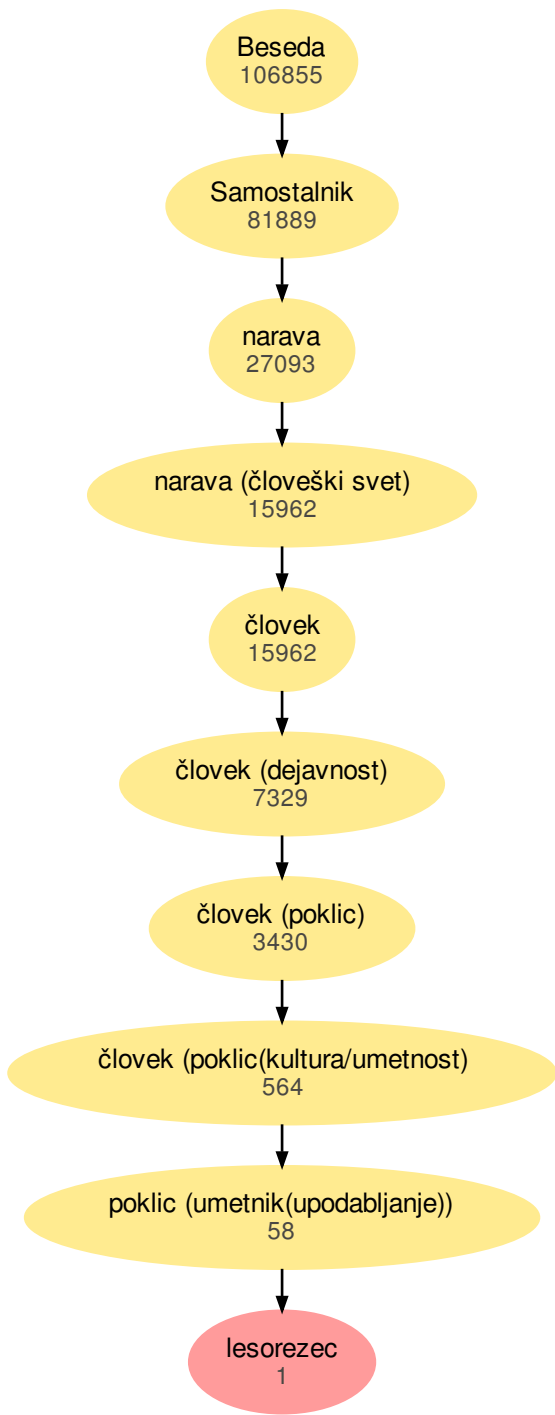 Beseda
106855
Samostalnik
81889
narava
27093
narava (človeški svet)
15962
človek
15962
človek (dejavnost)
7329
človek (poklic)
3430
človek (poklic(kultura/umetnost)
564
poklic (umetnik(upodabljanje))
58
lesorezec
1